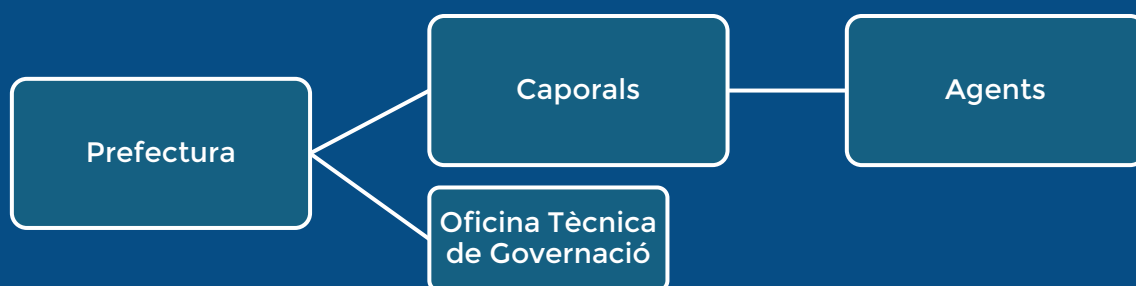 Prefectura
Caporals
Agents
Oficina Tècnica
de Governació